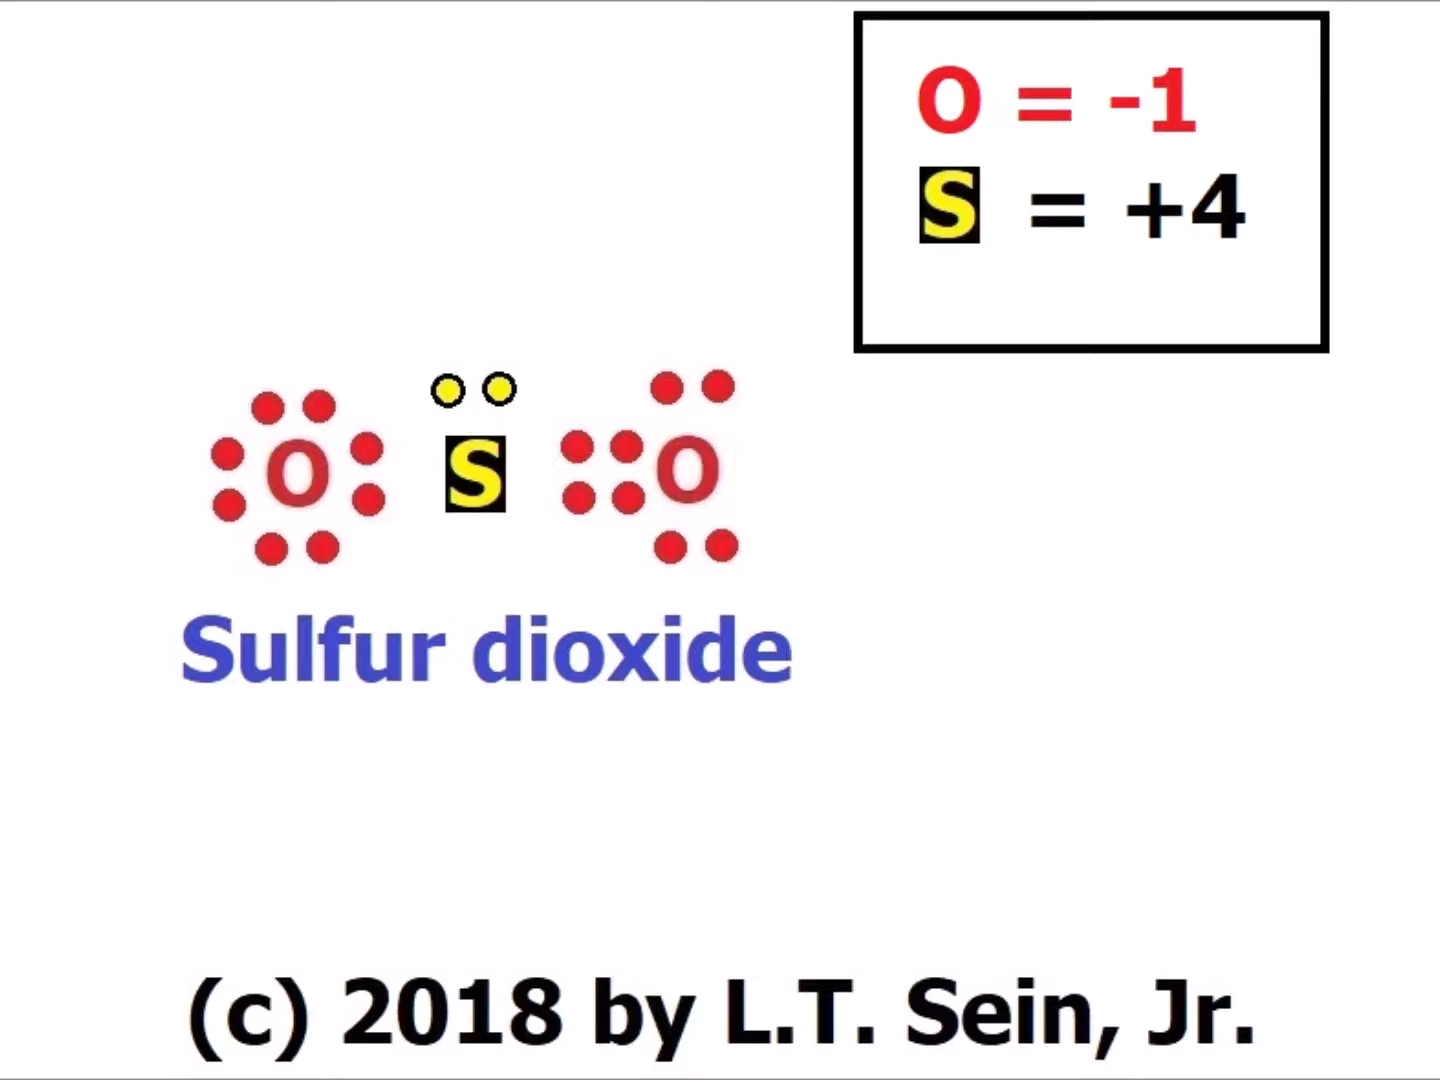 O = -1
S = +4
O S O
Sulfur dioxide
(c) 2018 by L.T. Sein, Jr.